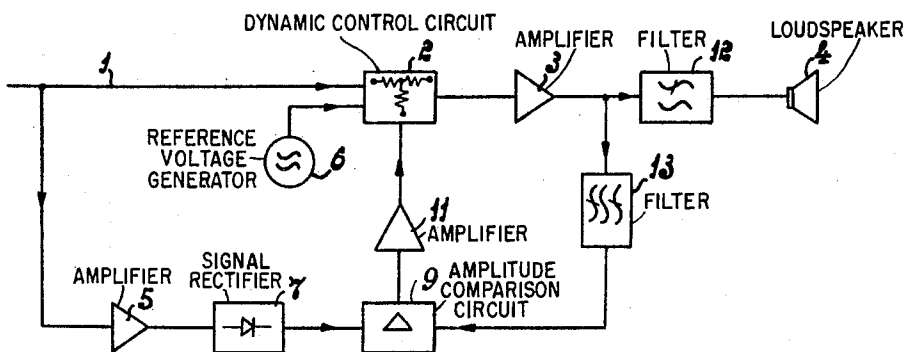 DYNAMIC CONTROL CIRCUIT
1
2
AMPLIFIER
3
FILTER
12
LOUDSPEAKER
4
REFERENCE
VOLTAGE
GENERATOR
6
13
FILTER
11
AMPLIFIER
AMPLIFIER
5
SIGNAL
RECTIFIER
7
9
AMPLITUDE
COMPARISON
CIRCUIT